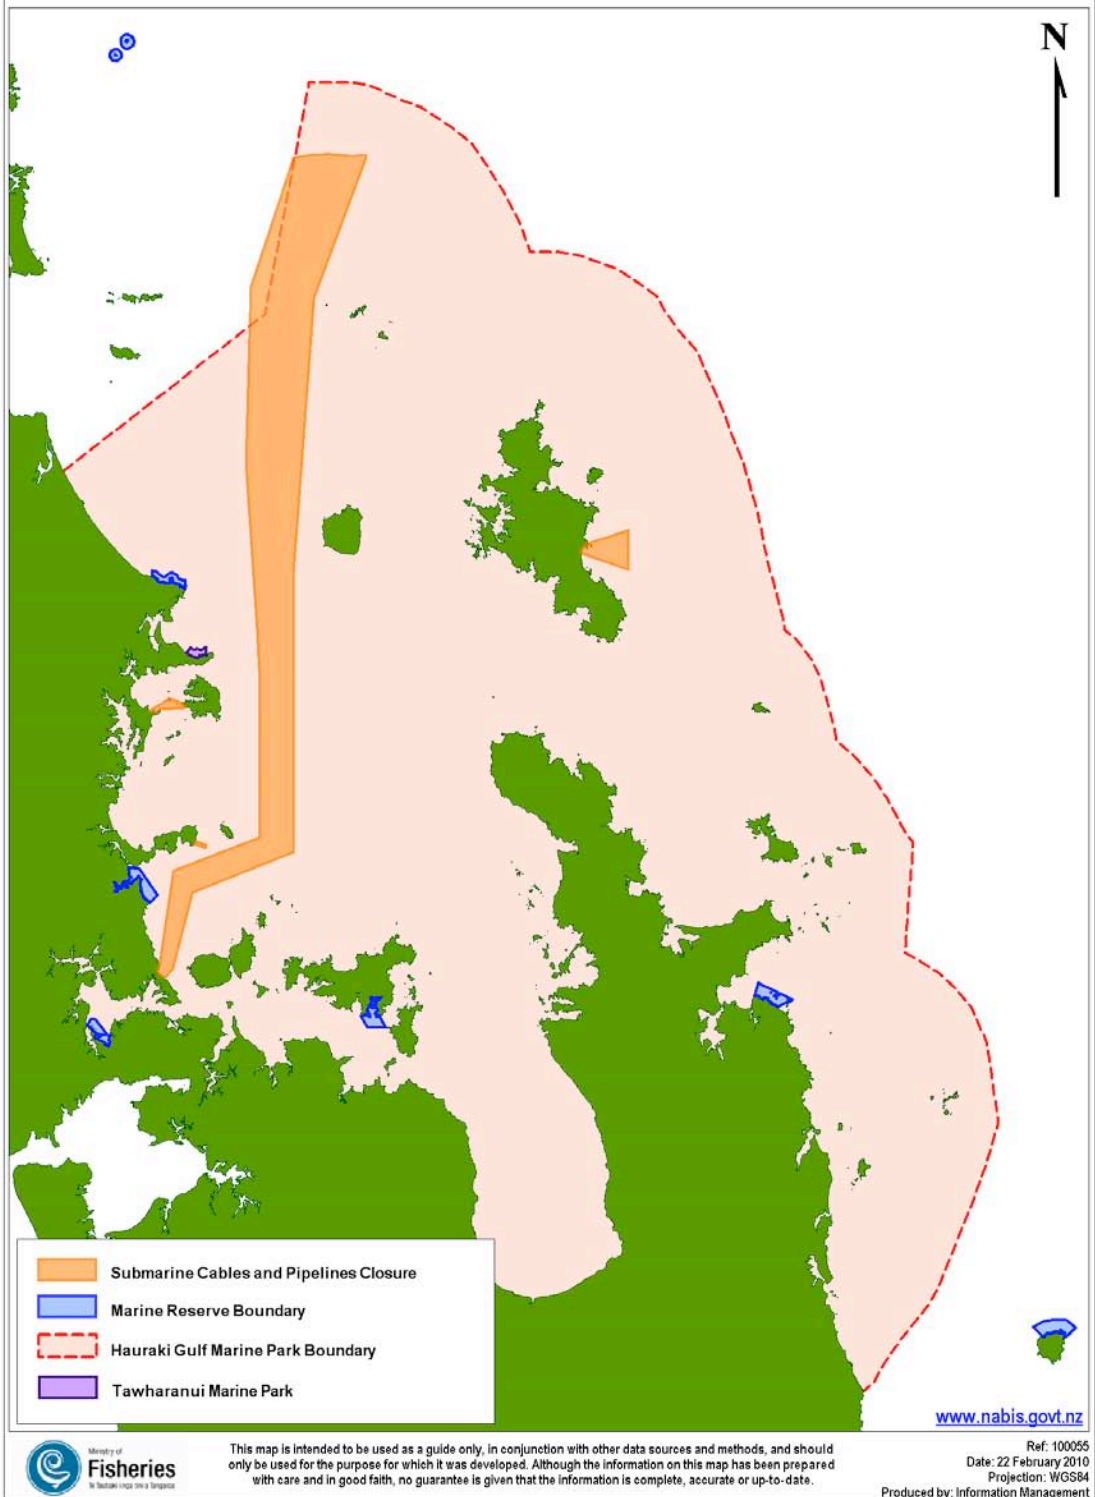 N
Submarine Cables and Pipelines Closure
Marine Reserve Boundary
Hauraki Gulf Marine Park Boundary
Tawharanui Marine Park
www.nabis.govt.nz
Ministry of
Fisheries
This map is intended to be used as a guide only, in conjunction with other data sources and methods, and should
only be used for the purpose for which it was developed. Although the information on this map has been prepared
with care and in good faith, no guarantee is given that the information is complete, accurate or up-to-date.
Ref: 100055
Date: 22 February 2010
Projection: WGS84
Produced by: Information Management